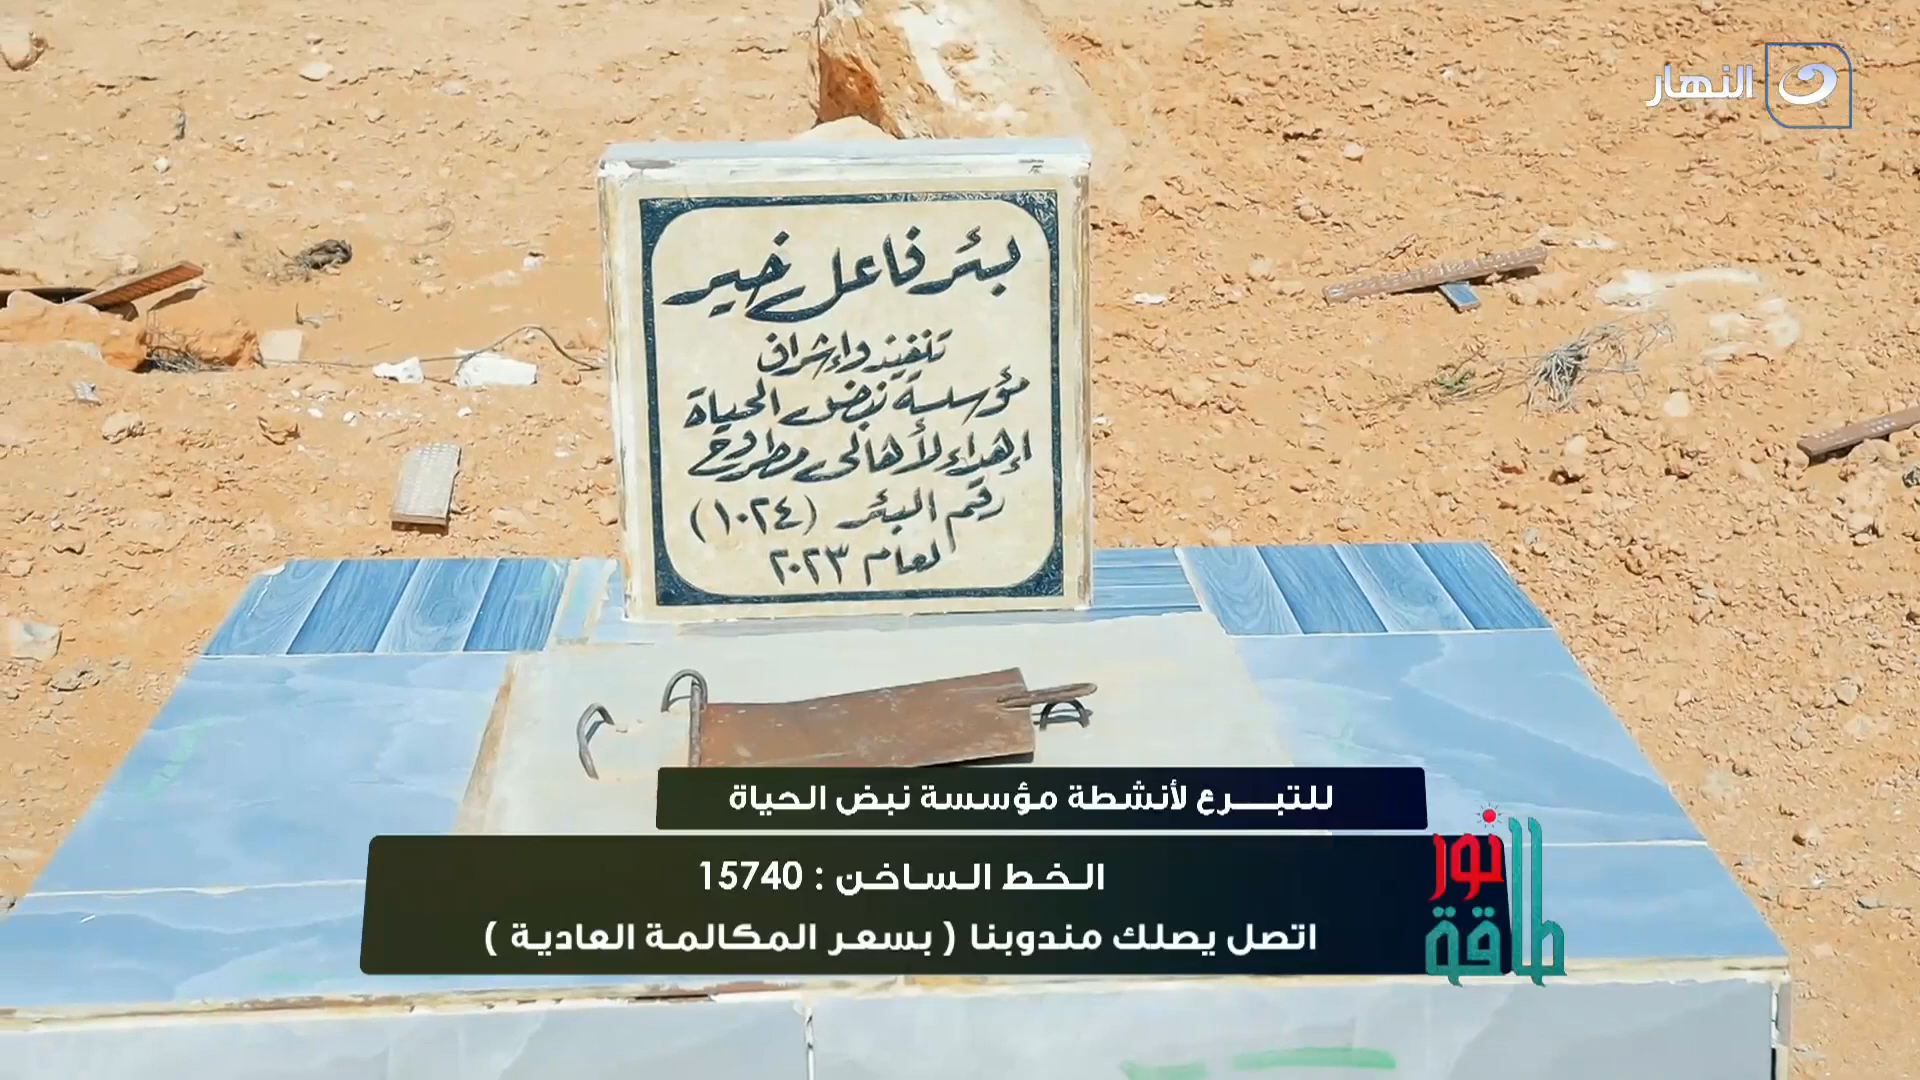 النهار
بئر فاعل خير
تنفيذ وإشراف
مؤسسة نبض الحياة
إهداء لأهالى مطروح
رقم البئر (١٠٢٤)
لعام ٢٠٢٣
للتبـــرع لأنشطة مؤسسة نبض الحياة
الخط الساخن : 15740
اتصل يصلك مندوبنا ( بسعر المكالمة العادية )
طاقة نور